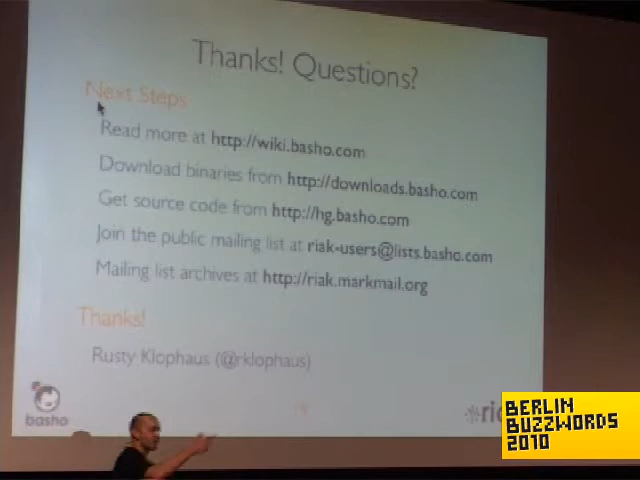 Thanks! Questions?
Next Steps
Read more at http://wiki.basho.com
Download binaries from http://downloads.basho.com
Get source code from http://hg.basho.com
Join the public mailing list at riak-users@lists.basho.com
Mailing list archives at http://riak.markmail.org
Thanks!
Rusty Klophaus (@rklophaus)
basho
BERLIN
BUZZWORDS
2010